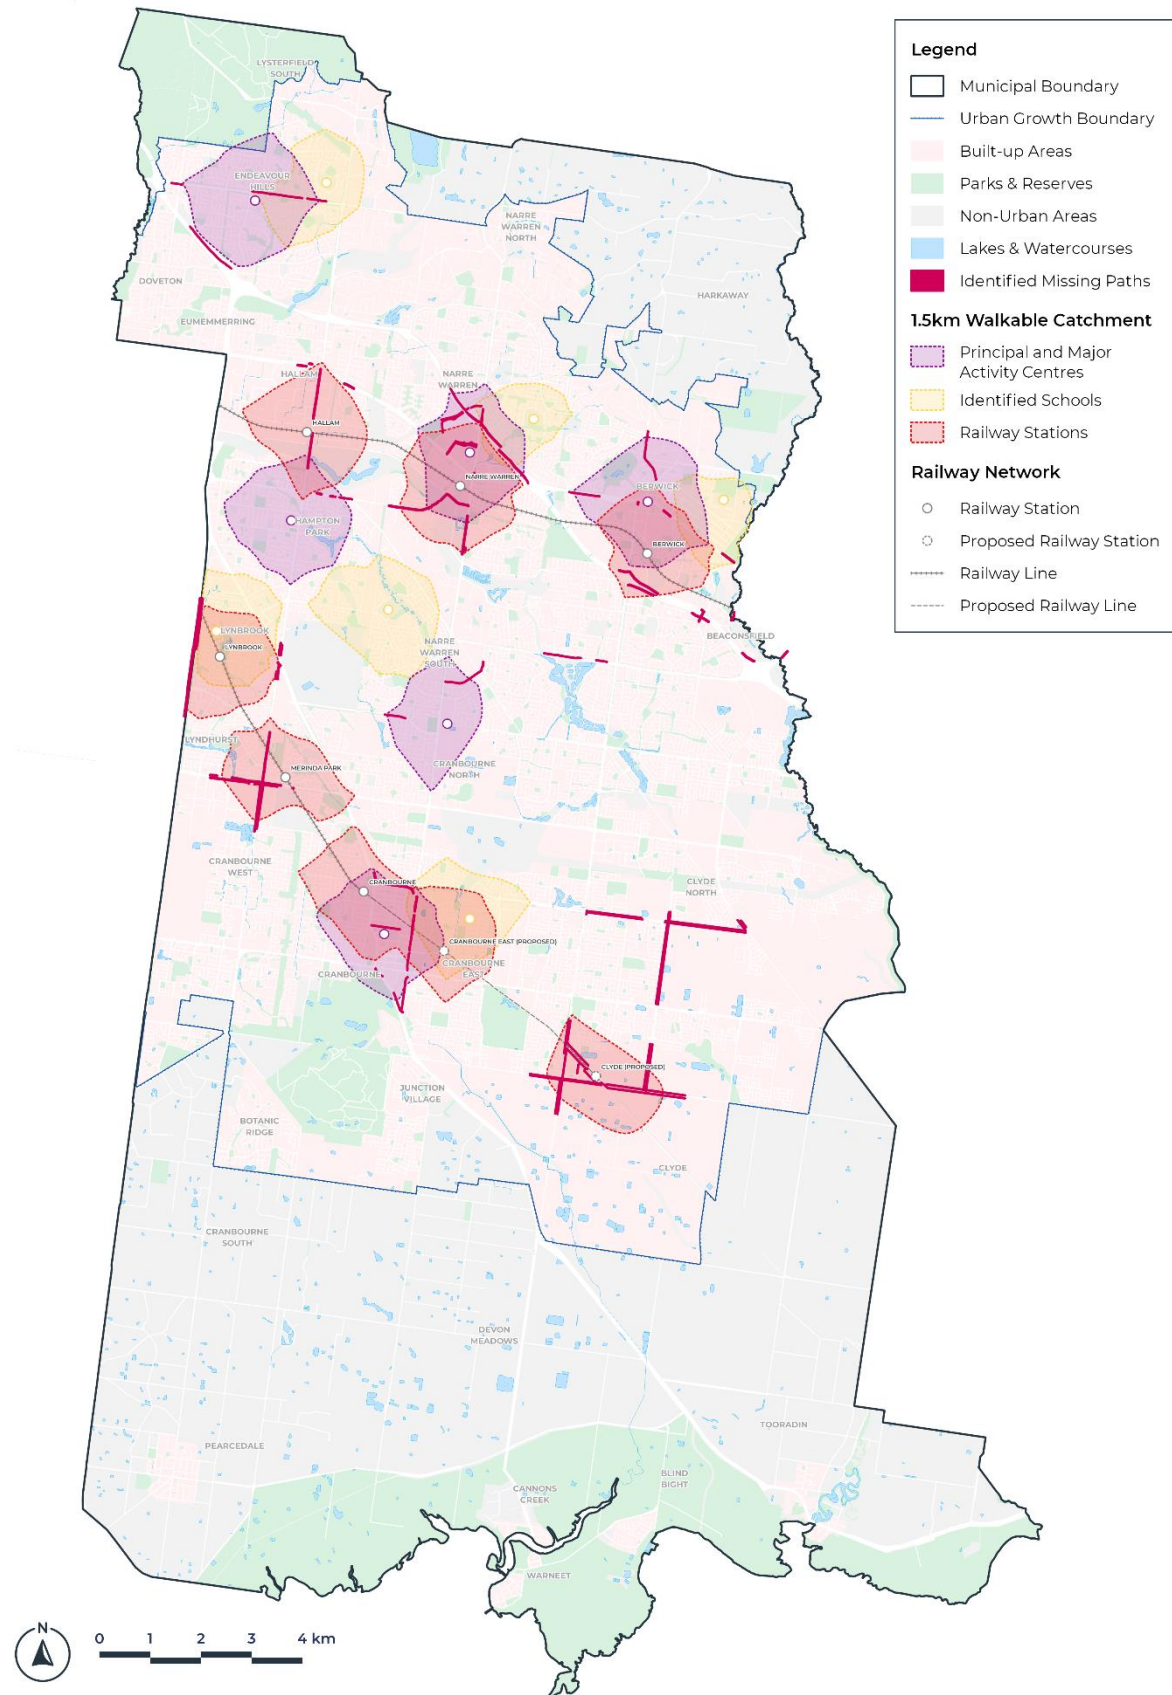 LYSTERFIELD
SOUTH
ENDEAVOUR
HILLS
NARRE
WARREN
NORTH
DOVETON
EUMEMMERRING
HARKAWAY
HALLAM
NARRE
WARREN
HALLAM
NARRE WARREN
BERWICK
HAMPTON
PARK
BERWICK
LYNBROOK
LYNBROOK
NARRE
WARREN
SOUTH
BEACONSFIELD
LYNDHURST
MERINDA PARK
CRANBOURNE
NORTH
CRANBOURNE
WEST
CRANBOURNE
CLYDE
NORTH
CRANBOURNE EAST (PROPOSED)
CRANBOURNE
EAST
CRANBOURNE
CLYDE (PROPOSED)
JUNCTION
VILLAGE
BOTANIC
RIDGE
CLYDE
CRANBOURNE
SOUTH
DEVON
MEADOWS
TOORADIN
PEARCEDALE
BLIND
BIGHT
CANNONS
CREEK
WARNEET
N
0 1 2 3 4 km
Legend
Municipal Boundary
Urban Growth Boundary
Built-up Areas
Parks & Reserves
Non-Urban Areas
Lakes & Watercourses
Identified Missing Paths
1.5km Walkable Catchment
Principal and Major
Activity Centres
Identified Schools
Railway Stations
Railway Network
Railway Station
Proposed Railway Station
Railway Line
Proposed Railway Line